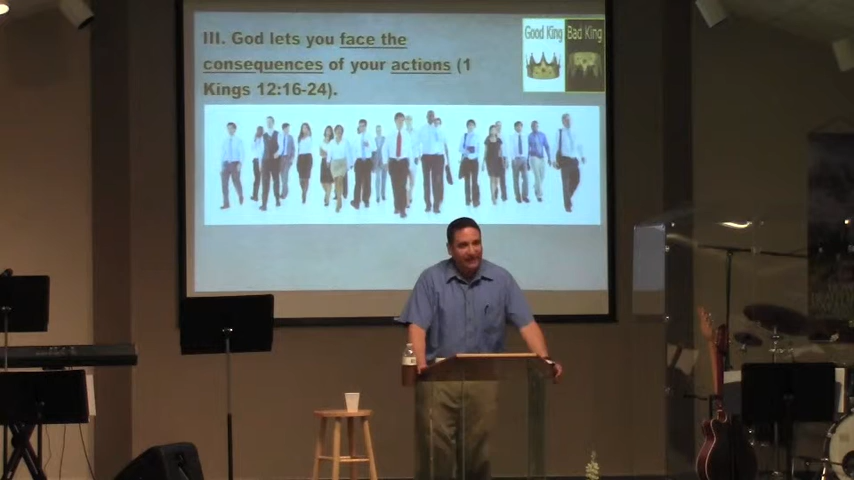 III. God lets you face the
consequences of your actions (1
Kings 12:16-24).
Good King
Bad King